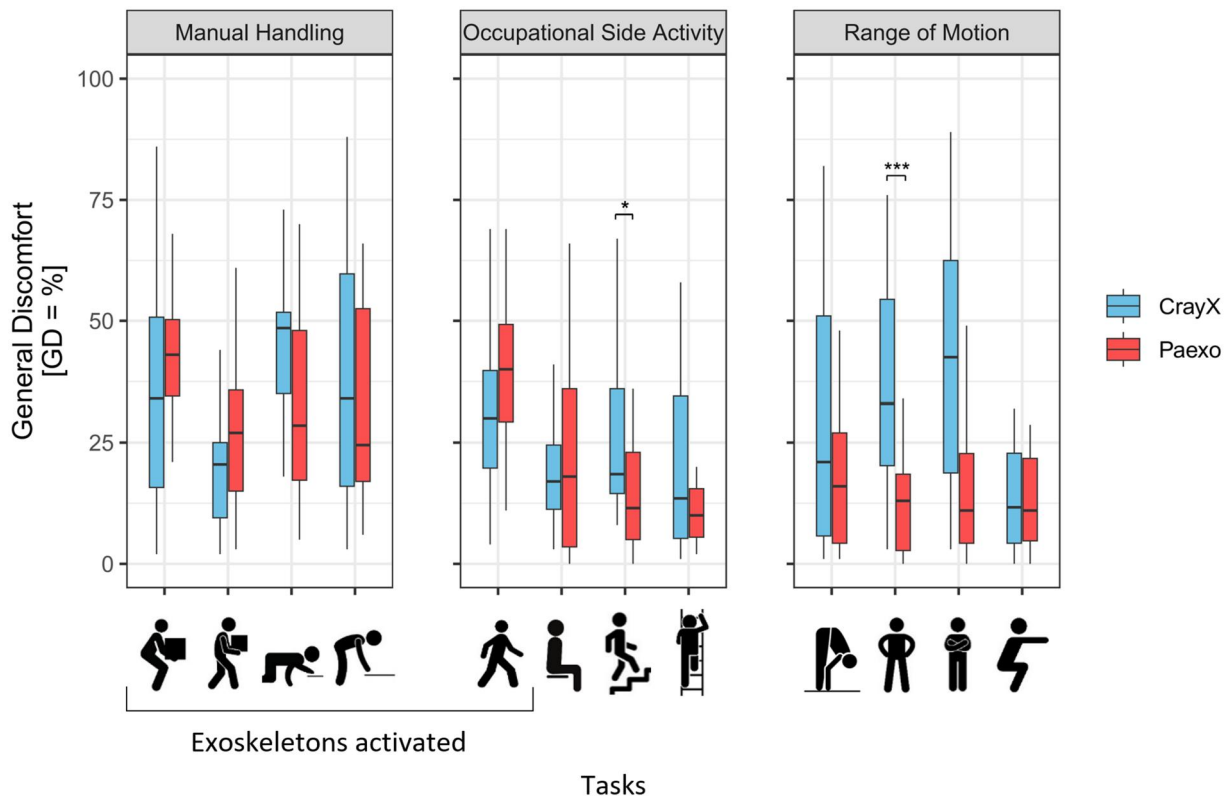 Manual Handling
Occupational Side Activity
Range of Motion
General Discomfort
[GD = %]
100
75
50
25
0
*
***
CrayX
Paexo
Exoskeletons activated
Tasks